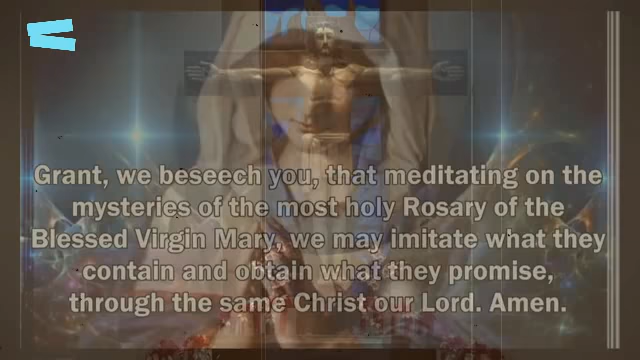 Grant, we beseech you, that meditating on the
mysteries of the most holy Rosary of the
Blessed Virgin Mary, we may imitate what they
contain and obtain what they promise,
through the same Christ our Lord. Amen.